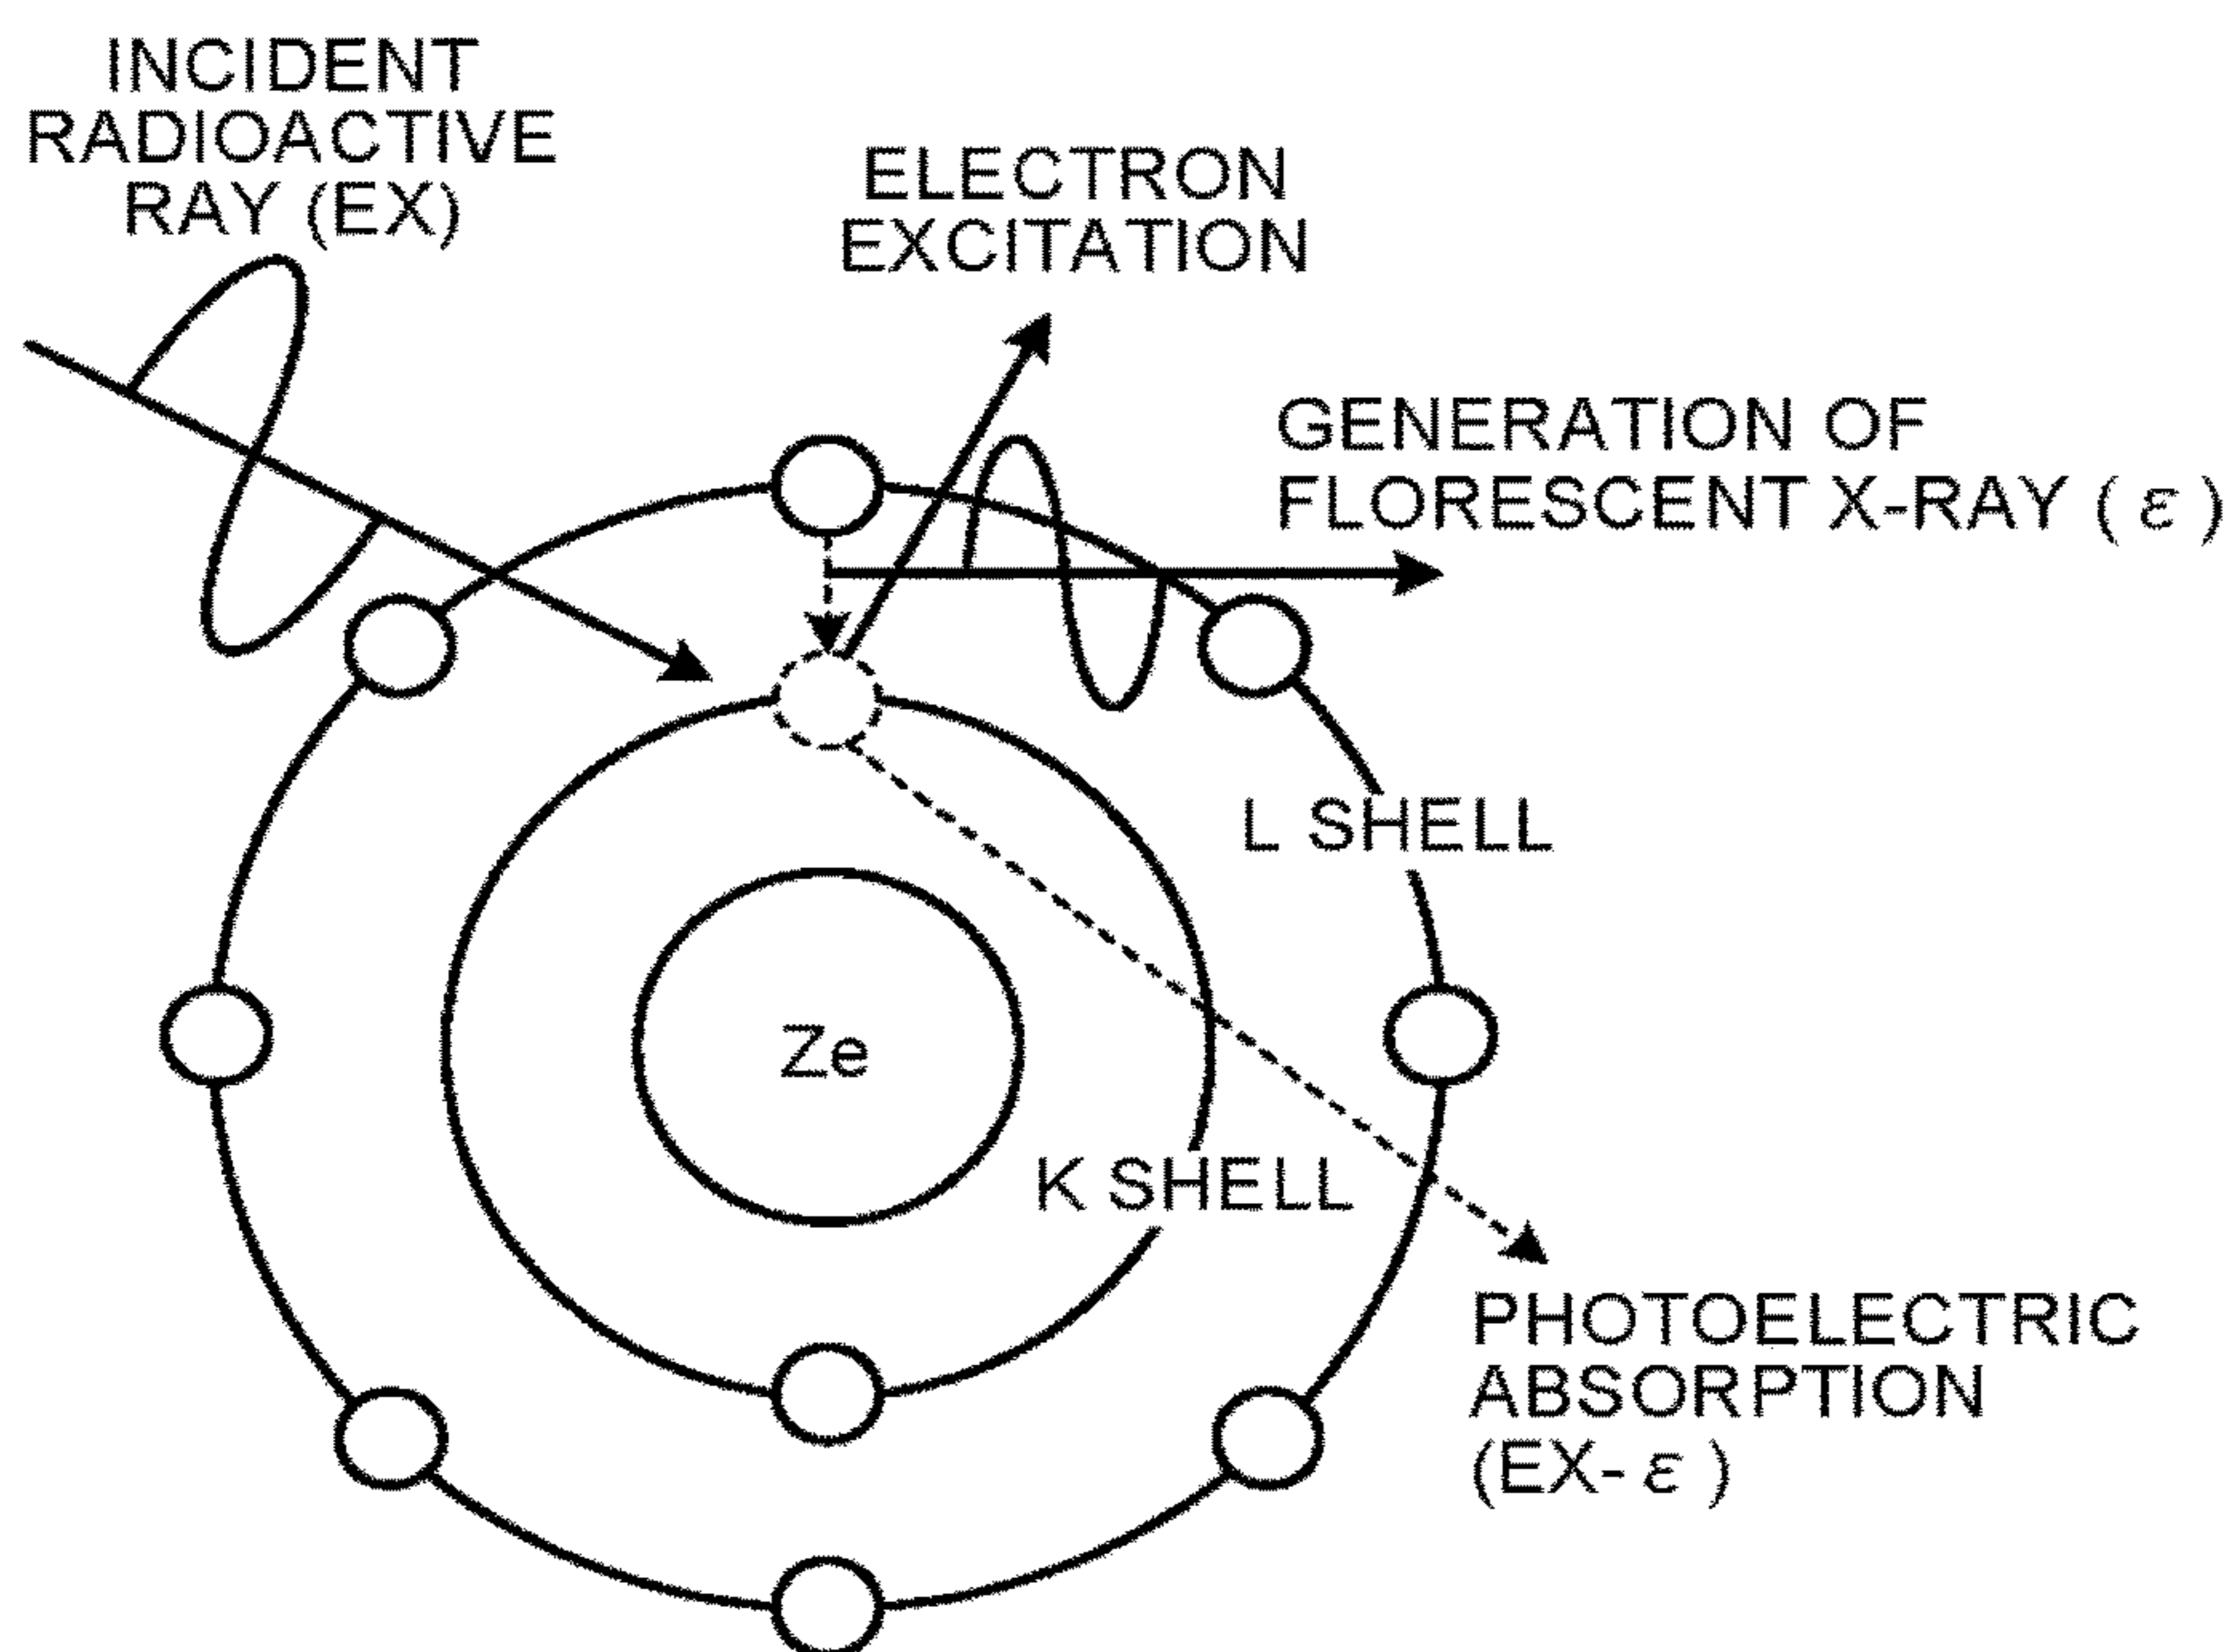 INCIDENT
RADIOACTIVE
RAY (EX)
ELECTRON
EXCITATION
GENERATION OF
FLORESCENT X-RAY ( ε )
L SHELL
Ze
K SHELL
PHOTOELECTRIC
ABSORPTION
(EX- ε )